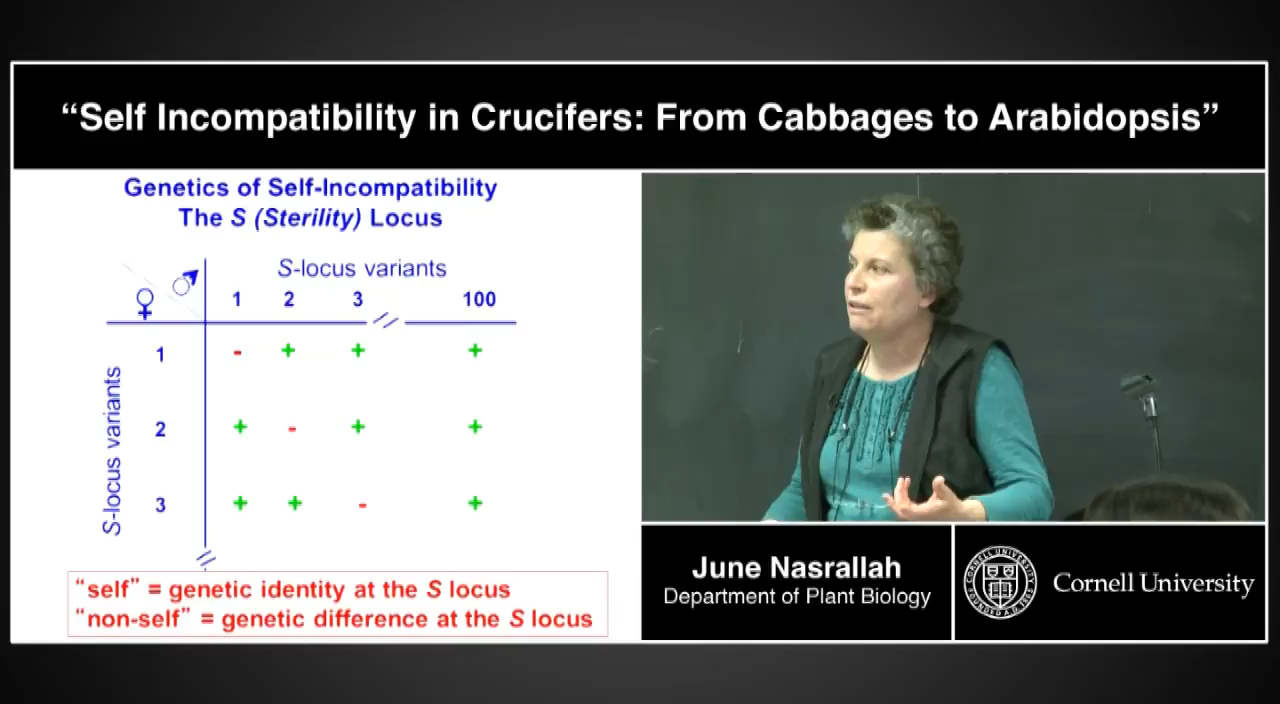 “Self Incompatibility in Crucifers: From Cabbages to Arabidopsis”
Genetics of Self-Incompatibility
The S (Sterility) Locus
S-locus variants
♀ ♂ 1 2 3 100
S-locus variants
1 - + + +
2 + - + +
3 + + - +
“self” = genetic identity at the S locus
“non-self” = genetic difference at the S locus
June Nasrallah
Department of Plant Biology
Cornell University